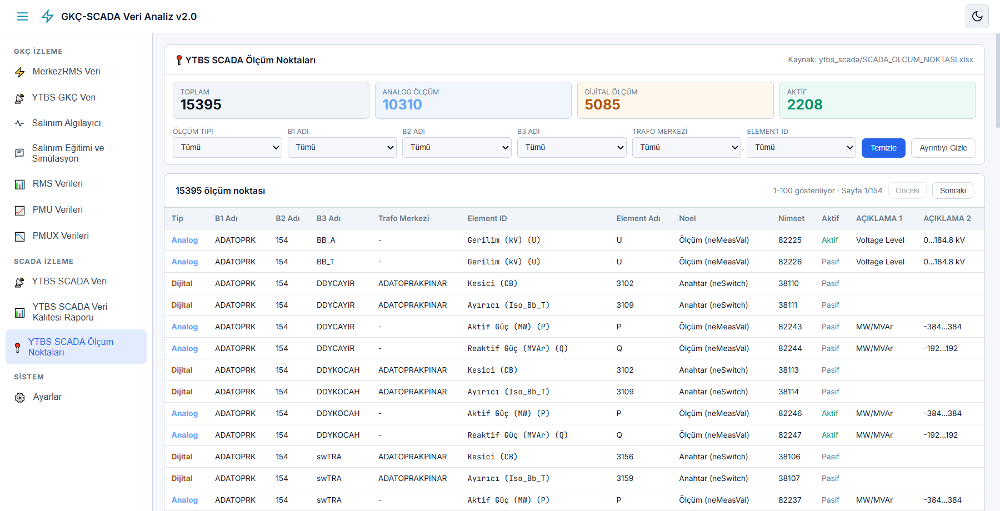 GKÇ-SCADA Veri Analiz v2.0
GKÇ İZLEME
MerkezRMS Veri
YTBS GKÇ Veri
Salınım Algılayıcı
Salınım Eğitimi ve
Simülasyon
RMS Verileri
PMU Verileri
PMUX Verileri
SCADA İZLEME
YTBS SCADA Veri
YTBS SCADA Veri
Kalitesi Raporu
YTBS SCADA Ölçüm
Noktaları
SİSTEM
Ayarlar
YTBS SCADA Ölçüm Noktaları
Kaynak: ytbs_scada/SCADA_OLCUM_NOKTASI.xlsx
TOPLAM
15395
ANALOG ÖLÇÜM
10310
DİJİTAL ÖLÇÜM
5085
AKTİF
2208
ÖLÇÜM TİPİ B1 ADI B2 ADI B3 ADI TRAFO MERKEZİ ELEMENT ID
Tümü Tümü Tümü Tümü Tümü Tümü Temizle Ayrıntıyı Gizle
15395 ölçüm noktası
1-100 gösteriliyor · Sayfa 1/154 Önceki Sonraki
Tip B1 Adı B2 Adı B3 Adı Trafo Merkezi Element ID Element Adı Noel Nimset Aktif AÇIKLAMA 1 AÇIKLAMA 2
Analog ADATOPRK 154 BB_A - Gerilim (kV) (U) U Ölçüm (neMeasVal) 82225 Aktif Voltage Level 0...184.8 kV
Analog ADATOPRK 154 BB_T - Gerilim (kV) (U) U Ölçüm (neMeasVal) 82226 Pasif Voltage Level 0...184.8 kV
Dijital ADATOPRK 154 DDYCAYIR ADATOPRAKPINAR Kesici (CB) 3102 Anahtar (neSwitch) 38110 Pasif
Dijital ADATOPRK 154 DDYCAYIR ADATOPRAKPINAR Ayırıcı (Iso_Bb_T) 3109 Anahtar (neSwitch) 38111 Pasif
Analog ADATOPRK 154 DDYCAYIR - Aktif Güç (MW) (P) P Ölçüm (neMeasVal) 82243 Pasif MW/MVAr -384...384
Analog ADATOPRK 154 DDYCAYIR - Reaktif Güç (MVAr) (Q) Q Ölçüm (neMeasVal) 82244 Pasif MW/MVAr -192...192
Dijital ADATOPRK 154 DDYKOCAH ADATOPRAKPINAR Kesici (CB) 3102 Anahtar (neSwitch) 38113 Pasif
Dijital ADATOPRK 154 DDYKOCAH ADATOPRAKPINAR Ayırıcı (Iso_Bb_T) 3109 Anahtar (neSwitch) 38114 Pasif
Analog ADATOPRK 154 DDYKOCAH - Aktif Güç (MW) (P) P Ölçüm (neMeasVal) 82246 Aktif MW/MVAr -384...384
Analog ADATOPRK 154 DDYKOCAH - Reaktif Güç (MVAr) (Q) Q Ölçüm (neMeasVal) 82247 Aktif MW/MVAr -192...192
Dijital ADATOPRK 154 swTRA ADATOPRAKPINAR Kesici (CB) 3156 Anahtar (neSwitch) 38106 Pasif
Dijital ADATOPRK 154 swTRA ADATOPRAKPINAR Ayırıcı (Iso_Bb_T) 3159 Anahtar (neSwitch) 38107 Pasif
Analog ADATOPRK 154 swTRA - Aktif Güç (MW) (P) P Ölçüm (neMeasVal) 82237 Pasif MW/MVAr -384...384